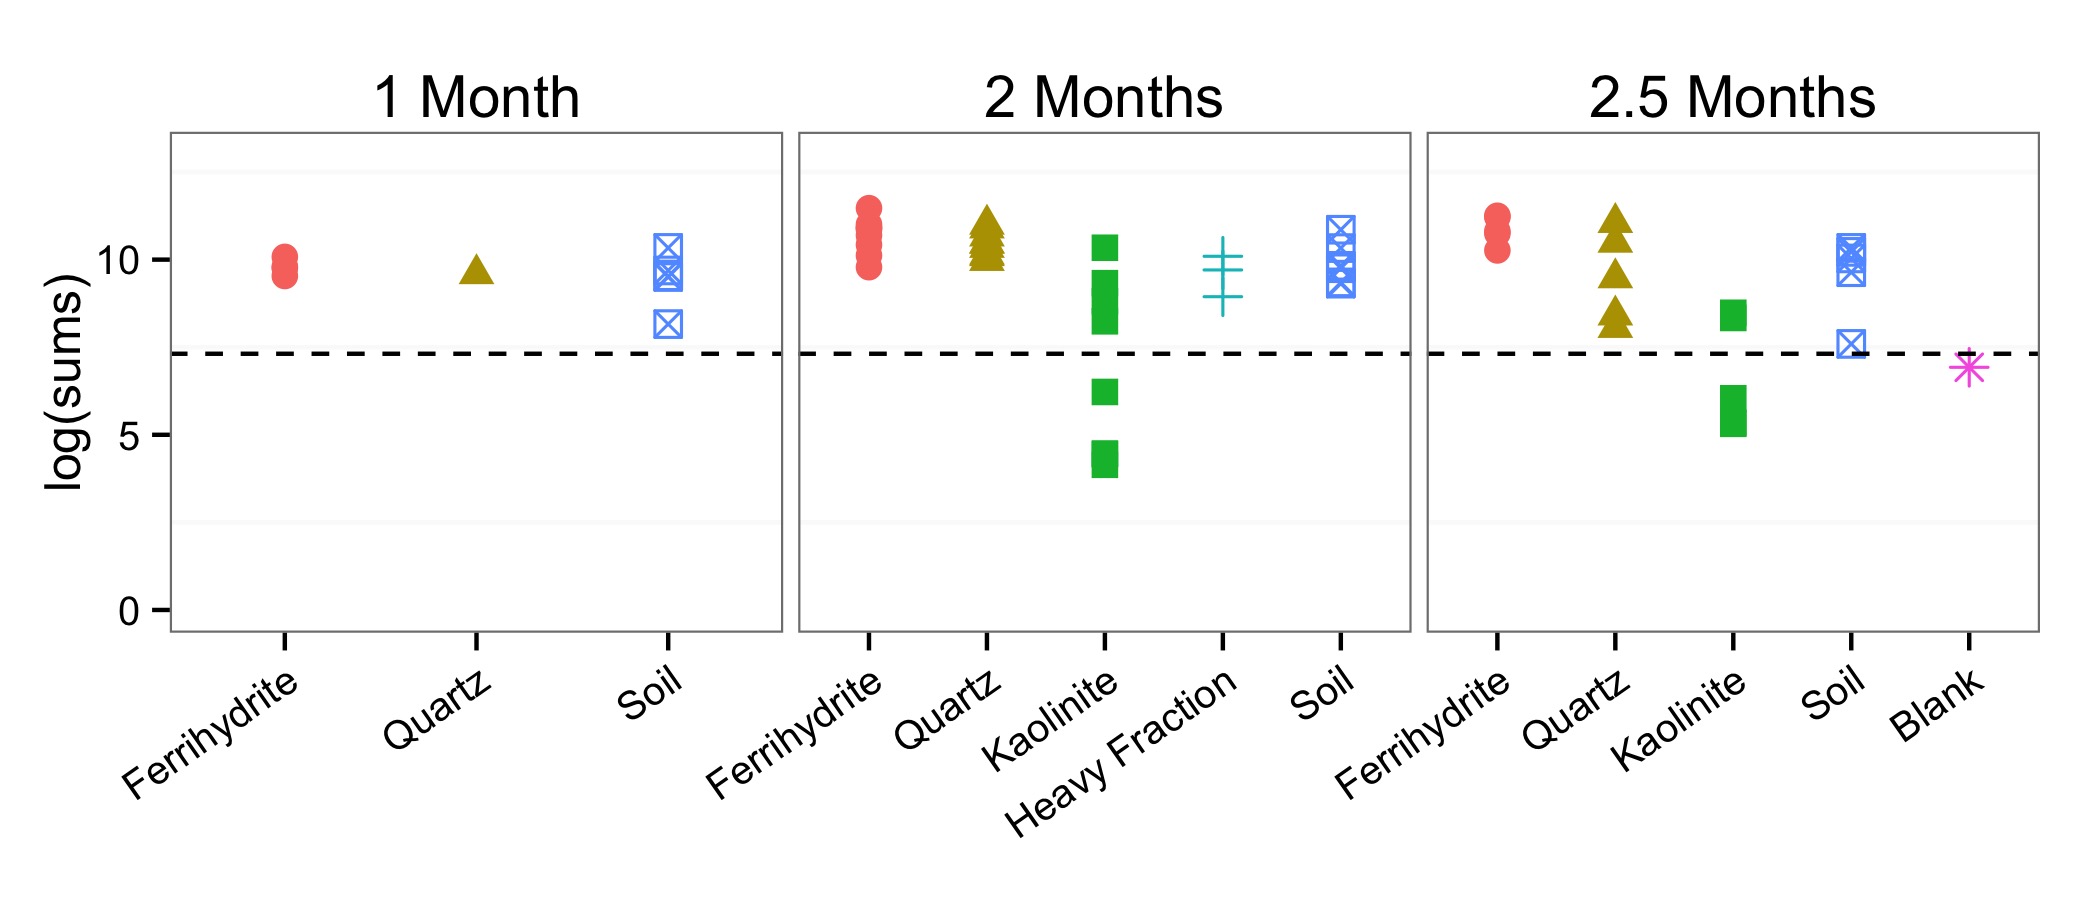 1 Month
2 Months
2.5 Months
log(sums)
10
5
0
Ferrihydrite
Quartz
Soil
Ferrihydrite
Quartz
Kaolinite
Heavy Fraction
Soil
Ferrihydrite
Quartz
Kaolinite
Soil
Blank